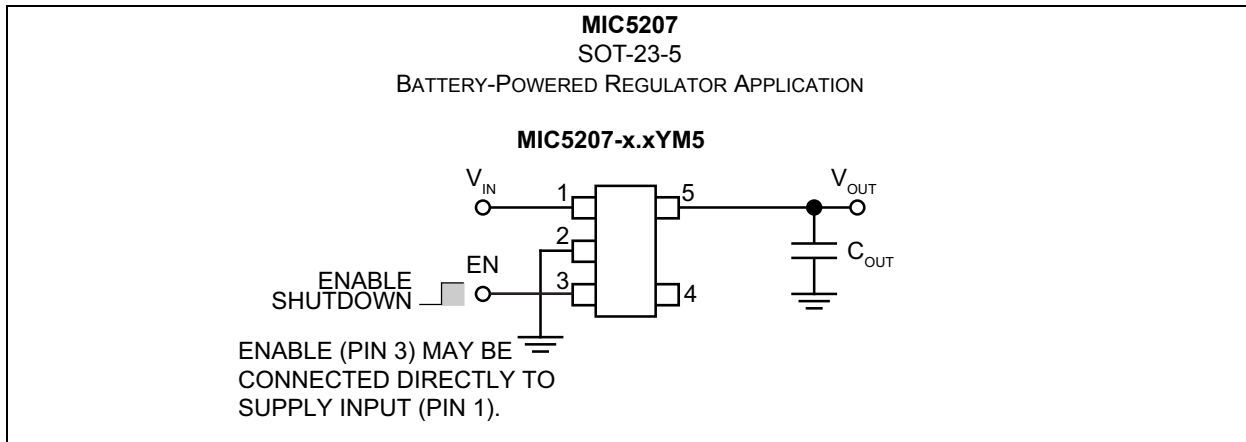 MIC5207
SOT-23-5
BATTERY-POWERED REGULATOR APPLICATION
MIC5207-x.xYM5
VIN
1
5
VOUT
2
EN
COUT
ENABLE
SHUTDOWN
3
4
ENABLE (PIN 3) MAY BE
CONNECTED DIRECTLY TO
SUPPLY INPUT (PIN 1).